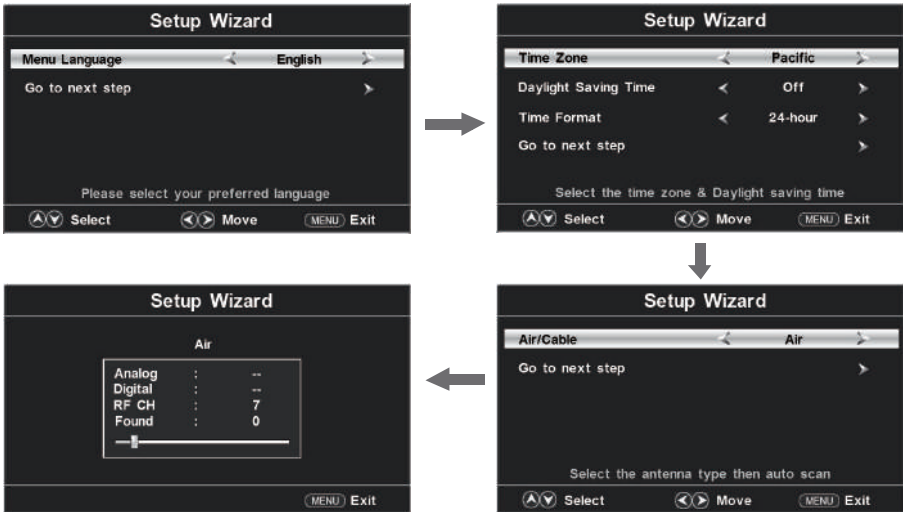 Setup Wizard
Menu Language English
Go to next step
Please select your preferred language
Select Move MENU Exit
Setup Wizard
Time Zone Pacific
Daylight Saving Time Off
Time Format 24-hour
Go to next step
Select the time zone & Daylight saving time
Select Move MENU Exit
Setup Wizard
Air/Cable Air
Go to next step
Select the antenna type then auto scan
Select Move MENU Exit
Setup Wizard
Air
Analog : --
Digital : --
RF CH : 7
Found : 0
MENU Exit